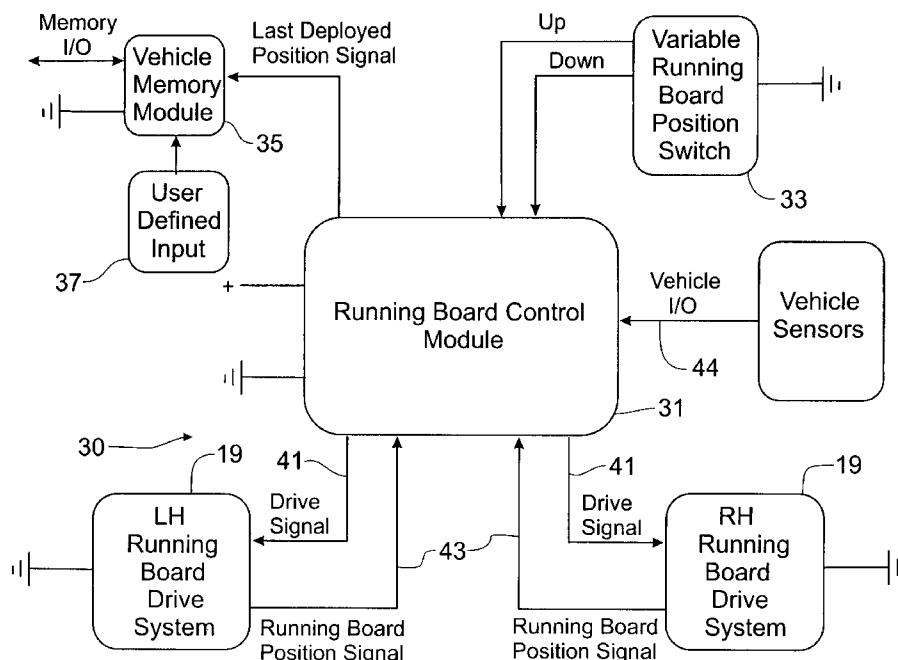 Memory
I/O
Vehicle
Memory
Module
35
Last Deployed
Position Signal
Up
Down
Variable
Running
Board
Position
Switch
33
User
Defined
Input
37
+
Running Board Control
Module
31
Vehicle
I/O
44
Vehicle
Sensors
30
19
41
LH
Running
Board
Drive
System
Drive
Signal
43
Running Board
Position Signal
41
19
Drive
Signal
RH
Running
Board
Drive
System
Running Board
Position Signal